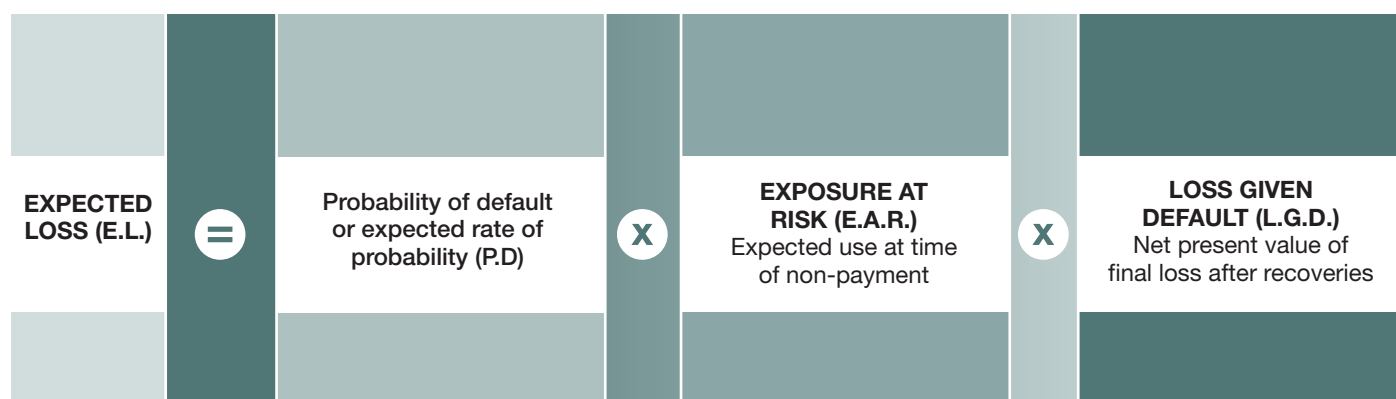 EXPECTED
LOSS (E.L.)
=
Probability of default
or expected rate of
probability (P.D)
x
EXPOSURE AT
RISK (E.A.R.)
Expected use at time
of non-payment
x
LOSS GIVEN
DEFAULT (L.G.D.)
Net present value of
final loss after recoveries